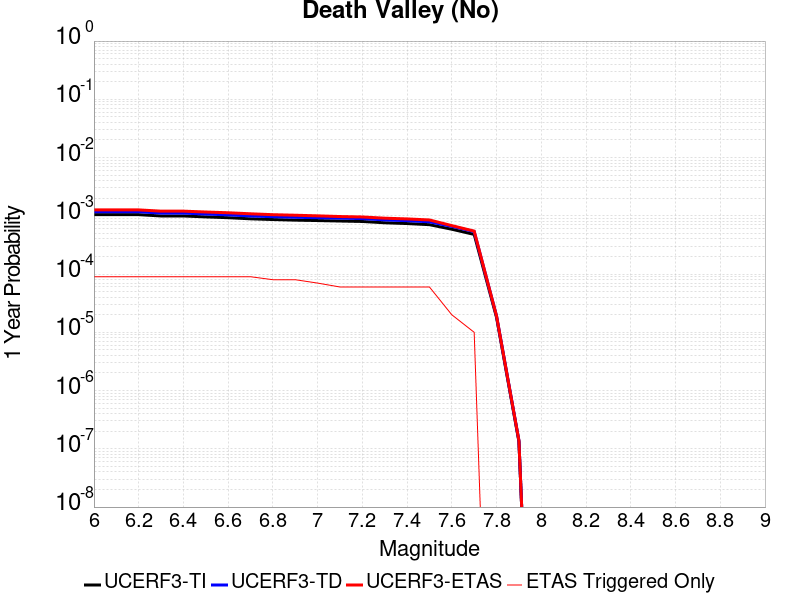 Death Valley (No)
10^0
10^-1
10^-2
10^-3
10^-4
10^-5
10^-6
10^-7
10^-8
1 Year Probability
6 6.2 6.4 6.6 6.8 7 7.2 7.4 7.6 7.8 8 8.2 8.4 8.6 8.8 9
Magnitude
UCERF3-TI UCERF3-TD UCERF3-ETAS ETAS Triggered Only